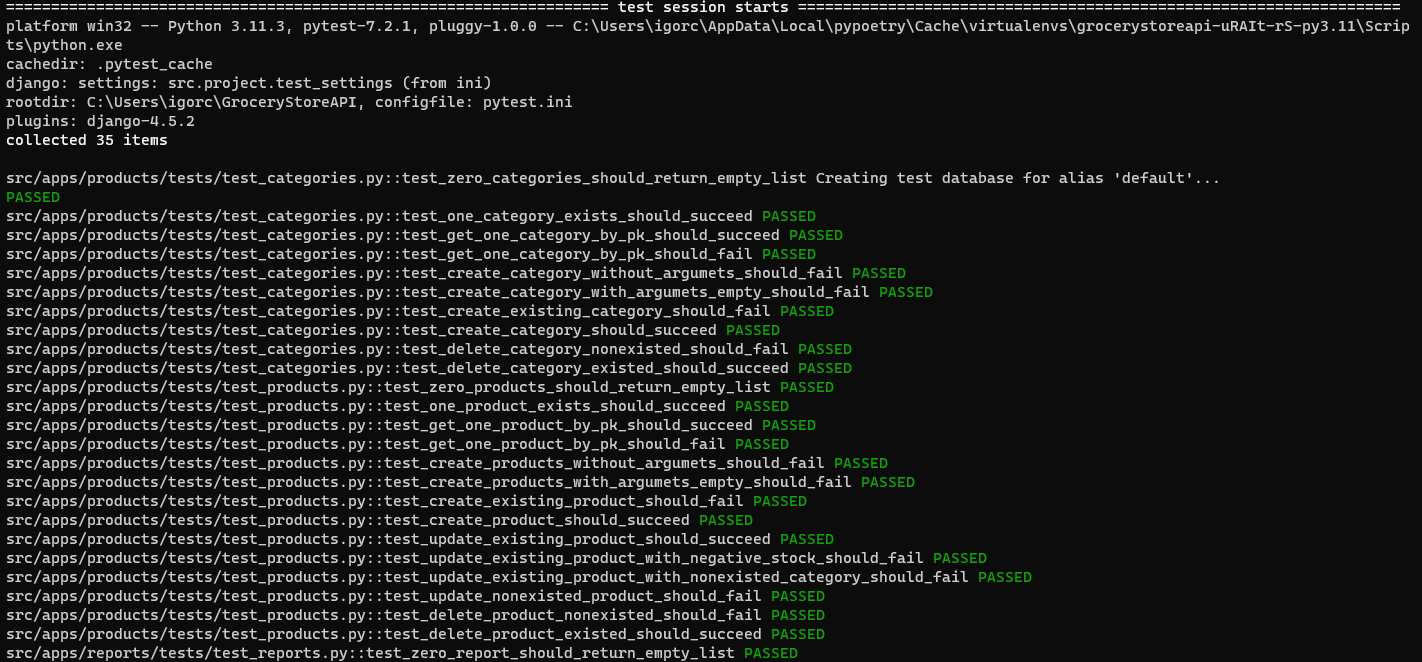 =================================================================== test session starts ===================================================================
platform win32 -- Python 3.11.3, pytest-7.2.1, pluggy-1.0.0 -- C:\Users\igorc\AppData\Local\pypoetry\Cache\virtualenvs\grocerystoreapi-uRAIt-rS-py3.11\Scrip
ts\python.exe
cachedir: .pytest_cache
django: settings: src.project.test_settings (from ini)
rootdir: C:\Users\igorc\GroceryStoreAPI, configfile: pytest.ini
plugins: django-4.5.2
collected 35 items
src/apps/products/tests/test_categories.py::test_zero_categories_should_return_empty_list Creating test database for alias 'default'...
PASSED
src/apps/products/tests/test_categories.py::test_one_category_exists_should_succeed PASSED
src/apps/products/tests/test_categories.py::test_get_one_category_by_pk_should_succeed PASSED
src/apps/products/tests/test_categories.py::test_get_one_category_by_pk_should_fail PASSED
src/apps/products/tests/test_categories.py::test_create_category_without_argumets_should_fail PASSED
src/apps/products/tests/test_categories.py::test_create_category_with_argumets_empty_should_fail PASSED
src/apps/products/tests/test_categories.py::test_create_existing_category_should_fail PASSED
src/apps/products/tests/test_categories.py::test_create_category_should_succeed PASSED
src/apps/products/tests/test_categories.py::test_delete_category_nonexisted_should_fail PASSED
src/apps/products/tests/test_categories.py::test_delete_category_existed_should_succeed PASSED
src/apps/products/tests/test_products.py::test_zero_products_should_return_empty_list PASSED
src/apps/products/tests/test_products.py::test_one_product_exists_should_succeed PASSED
src/apps/products/tests/test_products.py::test_get_one_product_by_pk_should_succeed PASSED
src/apps/products/tests/test_products.py::test_get_one_product_by_pk_should_fail PASSED
src/apps/products/tests/test_products.py::test_create_products_without_argumets_should_fail PASSED
src/apps/products/tests/test_products.py::test_create_products_with_argumets_empty_should_fail PASSED
src/apps/products/tests/test_products.py::test_create_existing_product_should_fail PASSED
src/apps/products/tests/test_products.py::test_create_product_should_succeed PASSED
src/apps/products/tests/test_products.py::test_update_existing_product_should_succeed PASSED
src/apps/products/tests/test_products.py::test_update_existing_product_with_negative_stock_should_fail PASSED
src/apps/products/tests/test_products.py::test_update_existing_product_with_nonexisted_category_should_fail PASSED
src/apps/products/tests/test_products.py::test_update_nonexisted_product_should_fail PASSED
src/apps/products/tests/test_products.py::test_delete_product_nonexisted_should_fail PASSED
src/apps/products/tests/test_products.py::test_delete_product_existed_should_succeed PASSED
src/apps/reports/tests/test_reports.py::test_zero_report_should_return_empty_list PASSED